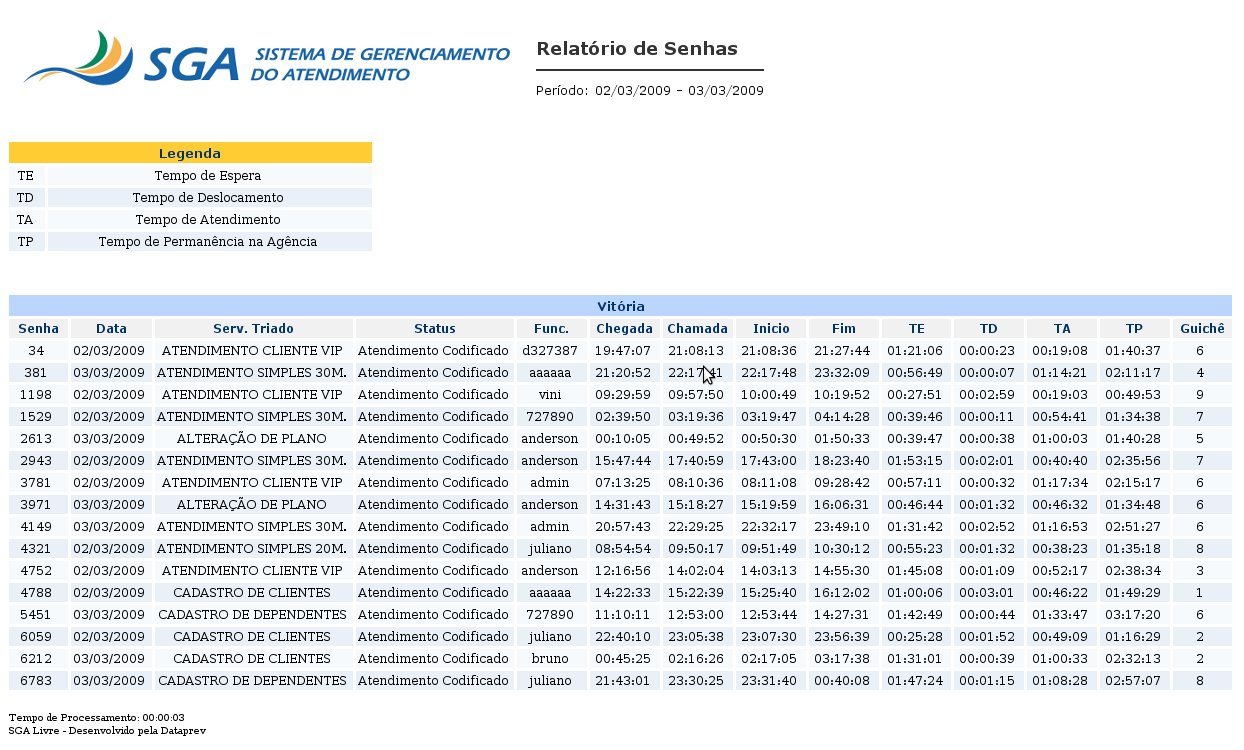 SGA SISTEMA DE GERENCIAMENTO
DO ATENDIMENTO
Relatório de Senhas
Período: 02/03/2009 - 03/03/2009
Legenda
TE Tempo de Espera
TD Tempo de Deslocamento
TA Tempo de Atendimento
TP Tempo de Permanência na Agência
Vitória
Senha Data Serv. Triado Status Func. Chegada Chamada Inicio Fim TE TD TA TP Guichê
34 02/03/2009 ATENDIMENTO CLIENTE VIP Atendimento Codificado d327387 19:47:07 21:08:13 21:08:36 21:27:44 01:21:06 00:00:23 00:19:08 01:40:37 6
381 03/03/2009 ATENDIMENTO SIMPLES 30M. Atendimento Codificado aaaaaa 21:20:52 22:17:41 22:17:48 23:32:09 00:56:49 00:00:07 01:14:21 02:11:17 4
1198 02/03/2009 ATENDIMENTO CLIENTE VIP Atendimento Codificado vini 09:29:59 09:57:50 10:00:49 10:19:52 00:27:51 00:02:59 00:19:03 00:49:53 9
1529 02/03/2009 ATENDIMENTO SIMPLES 30M. Atendimento Codificado 727890 02:39:50 03:19:36 03:19:47 04:14:28 00:39:46 00:00:11 00:54:41 01:34:38 7
2613 03/03/2009 ALTERAÇÃO DE PLANO Atendimento Codificado anderson 00:10:05 00:49:52 00:50:30 01:50:33 00:39:47 00:00:38 01:00:03 01:40:28 5
2943 02/03/2009 ATENDIMENTO SIMPLES 30M. Atendimento Codificado anderson 15:47:44 17:40:59 17:43:00 18:23:40 01:53:15 00:02:01 00:40:40 02:35:56 7
3781 02/03/2009 ATENDIMENTO CLIENTE VIP Atendimento Codificado admin 07:13:25 08:10:36 08:11:08 09:28:42 00:57:11 00:00:32 01:17:34 02:15:17 6
3971 03/03/2009 ALTERAÇÃO DE PLANO Atendimento Codificado anderson 14:31:43 15:18:27 15:19:59 16:06:31 00:46:44 00:01:32 00:46:32 01:34:48 6
4149 03/03/2009 ATENDIMENTO SIMPLES 30M. Atendimento Codificado admin 20:57:43 22:29:25 22:32:17 23:49:10 01:31:42 00:02:52 01:16:53 02:51:27 6
4321 02/03/2009 ATENDIMENTO SIMPLES 20M. Atendimento Codificado juliano 08:54:54 09:50:17 09:51:49 10:30:12 00:55:23 00:01:32 00:38:23 01:35:18 8
4752 02/03/2009 ATENDIMENTO CLIENTE VIP Atendimento Codificado anderson 12:16:56 14:02:04 14:03:13 14:55:30 01:45:08 00:01:09 00:52:17 02:38:34 3
4788 02/03/2009 CADASTRO DE CLIENTES Atendimento Codificado aaaaaa 14:22:33 15:22:39 15:25:40 16:12:02 01:00:06 00:03:01 00:46:22 01:49:29 1
5451 03/03/2009 CADASTRO DE DEPENDENTES Atendimento Codificado 727890 11:10:11 12:53:00 12:53:44 14:27:31 01:42:49 00:00:44 01:33:47 03:17:20 6
6059 02/03/2009 CADASTRO DE CLIENTES Atendimento Codificado juliano 22:40:10 23:05:38 23:07:30 23:56:39 00:25:28 00:01:52 00:49:09 01:16:29 2
6212 03/03/2009 CADASTRO DE CLIENTES Atendimento Codificado bruno 00:45:25 02:16:26 02:17:05 03:17:38 01:31:01 00:00:39 01:00:33 02:32:13 2
6783 03/03/2009 CADASTRO DE DEPENDENTES Atendimento Codificado juliano 21:43:01 23:30:25 23:31:40 00:40:08 01:47:24 00:01:15 01:08:28 02:57:07 8
Tempo de Processamento: 00:00:03
SGA Livre - Desenvolvido pela Dataprev